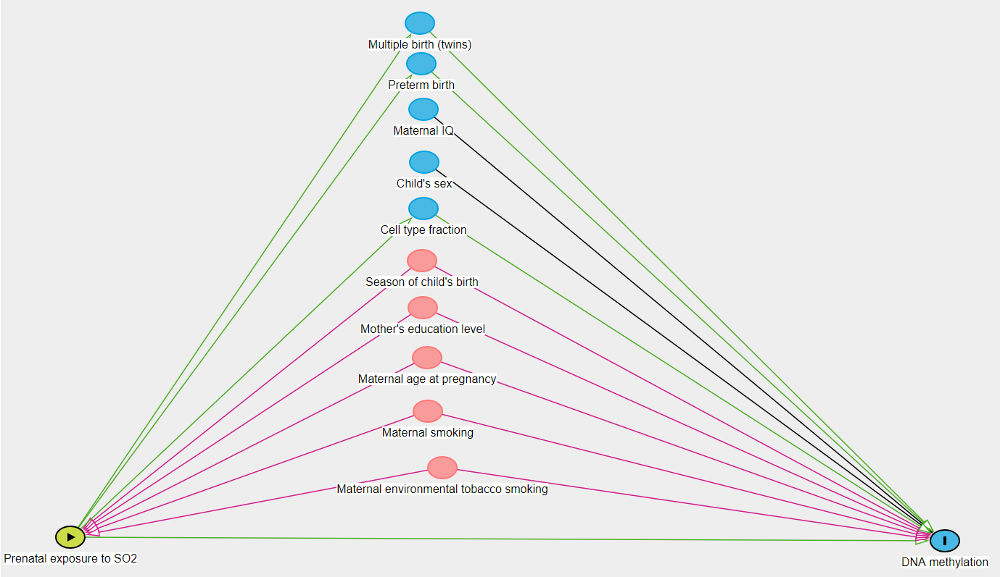 Multiple birth (twins)
Preterm birth
Maternal IQ
Child's sex
Cell type fraction
Season of child's birth
Mother's education level
Maternal age at pregnancy
Maternal smoking
Maternal environmental tobacco smoking
Prenatal exposure to SO2
DNA methylation